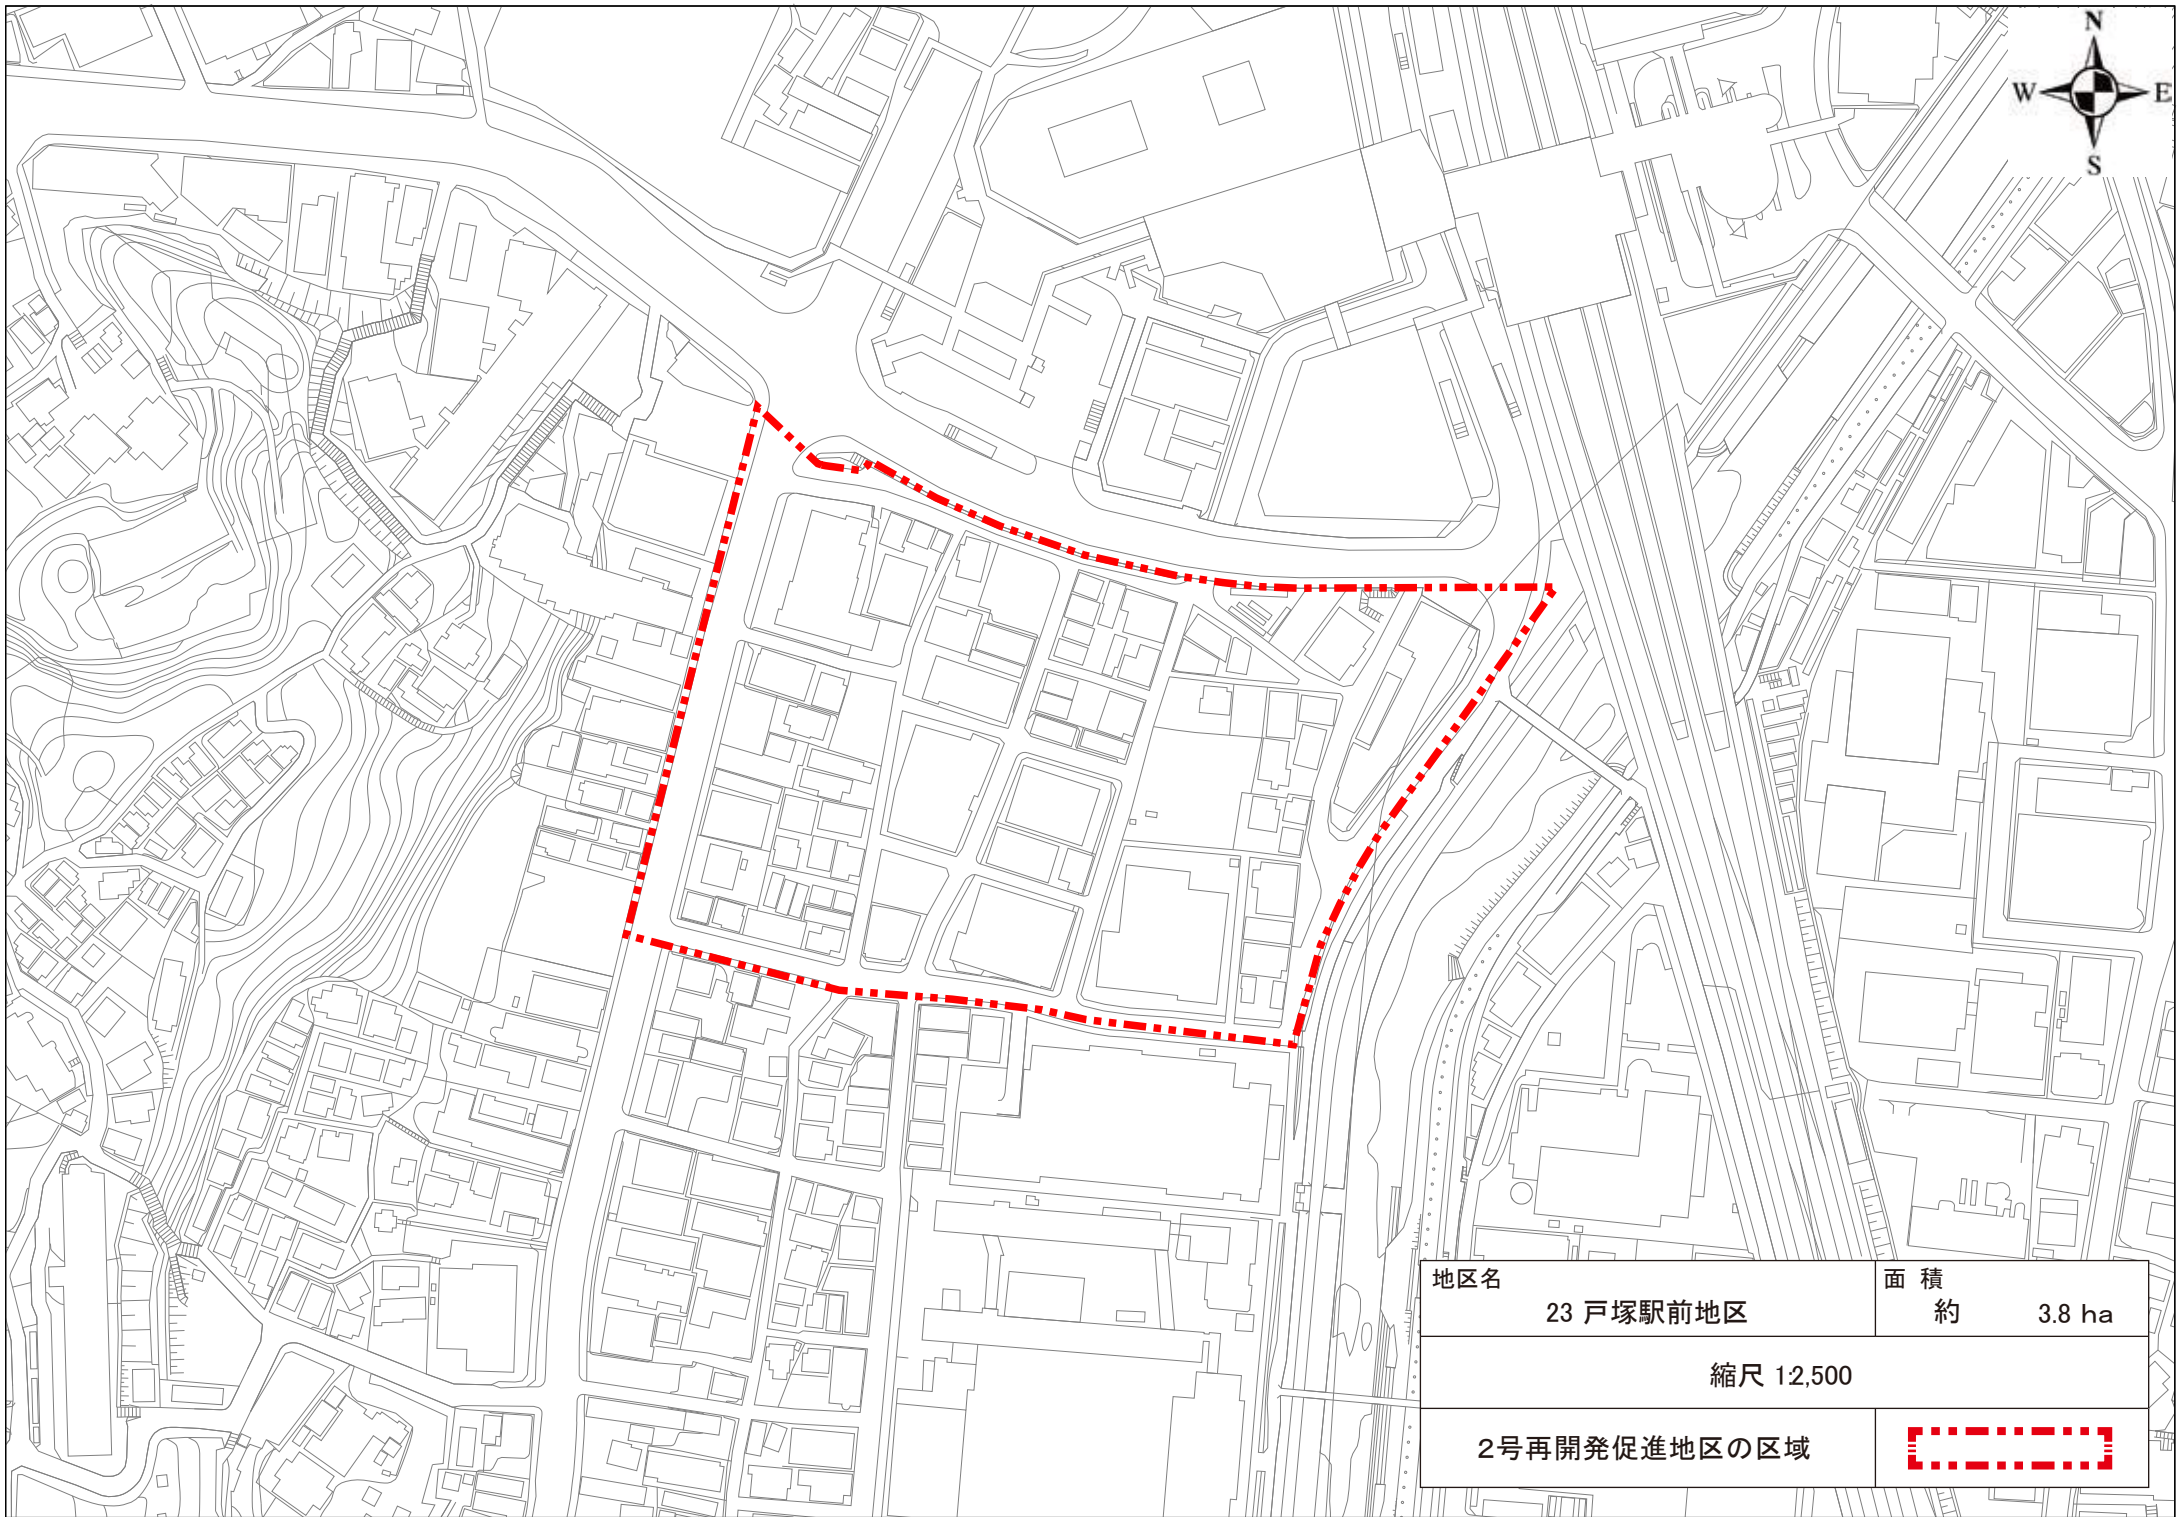 N
W E
S
地区名
23 戸塚駅前地区
面 積
約 3.8 ha
縮尺 1:2,500
2号再開発促進地区の区域